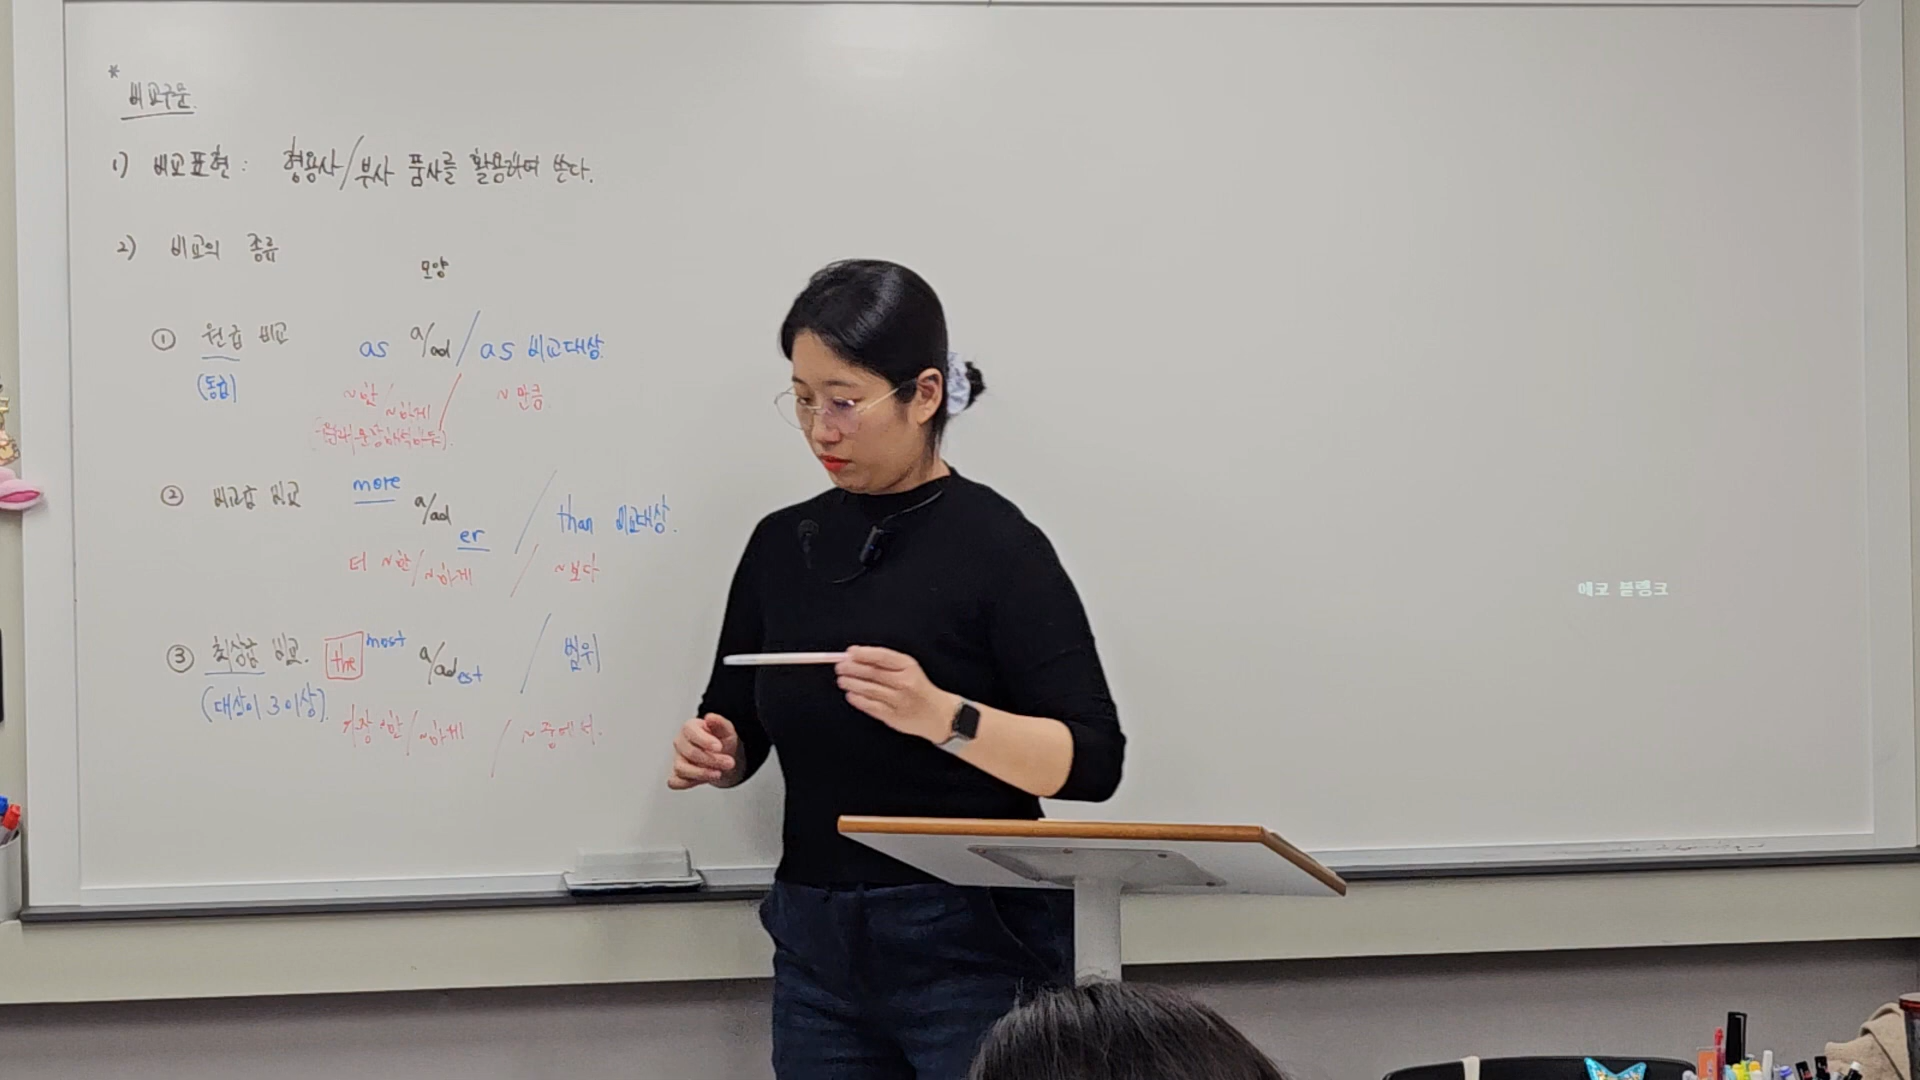 *
비교구문.
1) 비교표현 : 형용사/부사 품사를 활용하여 쓴다.
2) 비교의 종류
모양
① 원급 비교 as a/ad / as 비교대상.
(동급) ~한/~하게 / ~만큼
② 비교급 비교 more a/ad er / than 비교대상.
더 ~한/~하게 / ~보다
③ 최상급 비교. the most a/ad est / 범위
(대상이 3이상). 가장 ~한/~하게 / ~중에서.
에코 블랭크